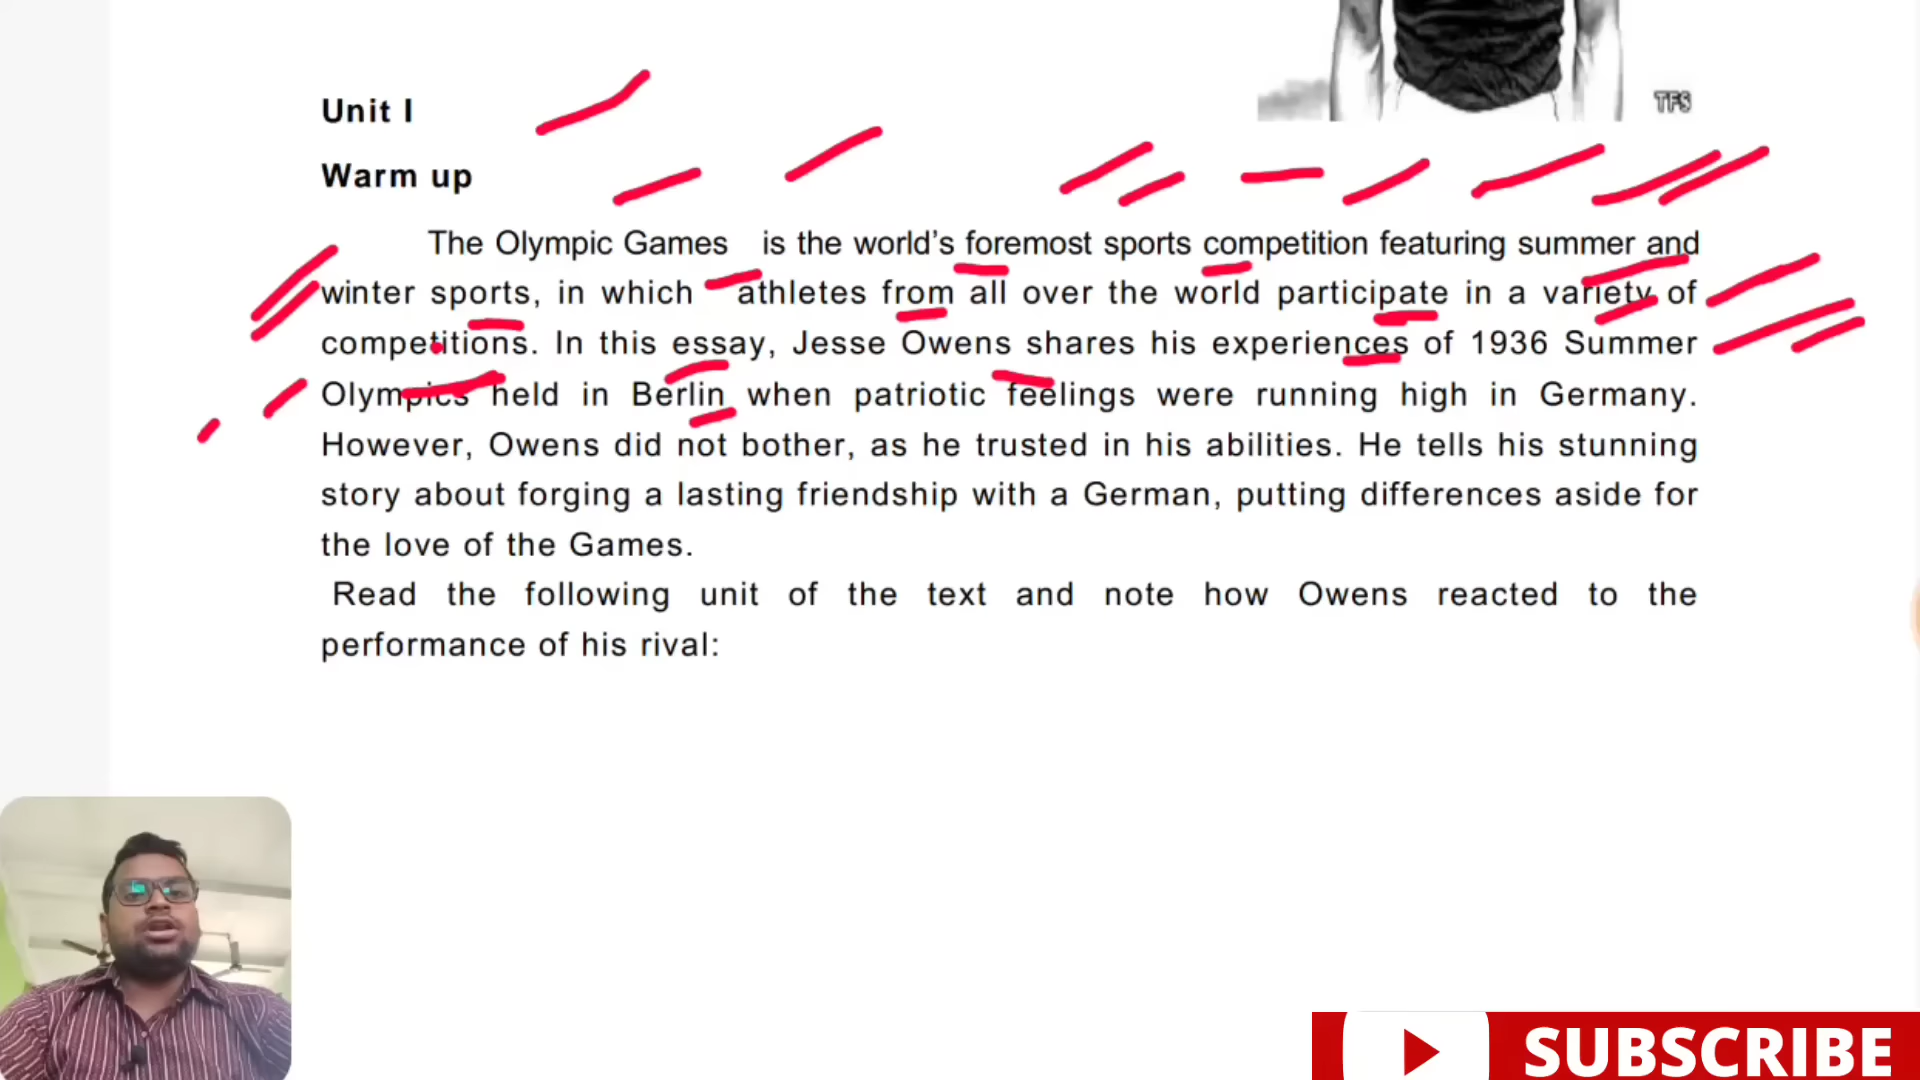 TFS
Unit I
Warm up
The Olympic Games is the world's foremost sports competition featuring summer and
winter sports, in which athletes from all over the world participate in a variety of
competitions. In this essay, Jesse Owens shares his experiences of 1936 Summer
Olympics held in Berlin when patriotic feelings were running high in Germany.
However, Owens did not bother, as he trusted in his abilities. He tells his stunning
story about forging a lasting friendship with a German, putting differences aside for
the love of the Games.
Read the following unit of the text and note how Owens reacted to the
performance of his rival:
SUBSCRIBE